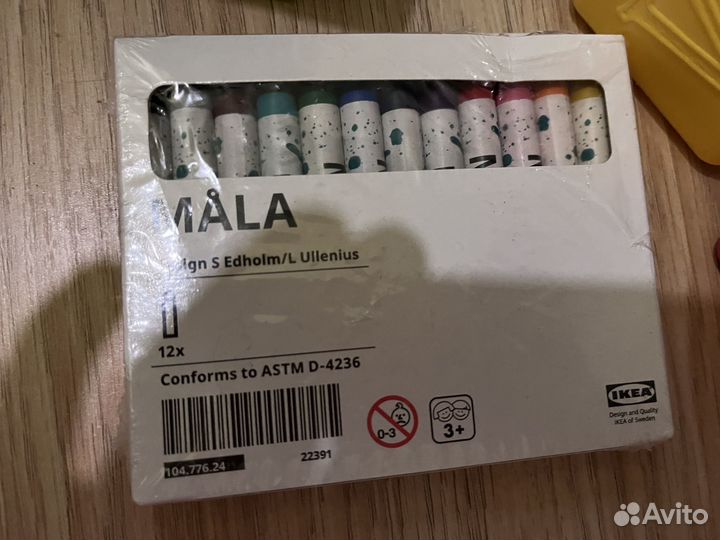 MÅLA
ign S Edholm/L Ullenius
12x
Conforms to ASTM D-4236
0-3
3+
IKEA
Design and Quality
IKEA of Sweden
22391
104.776.24
Avito